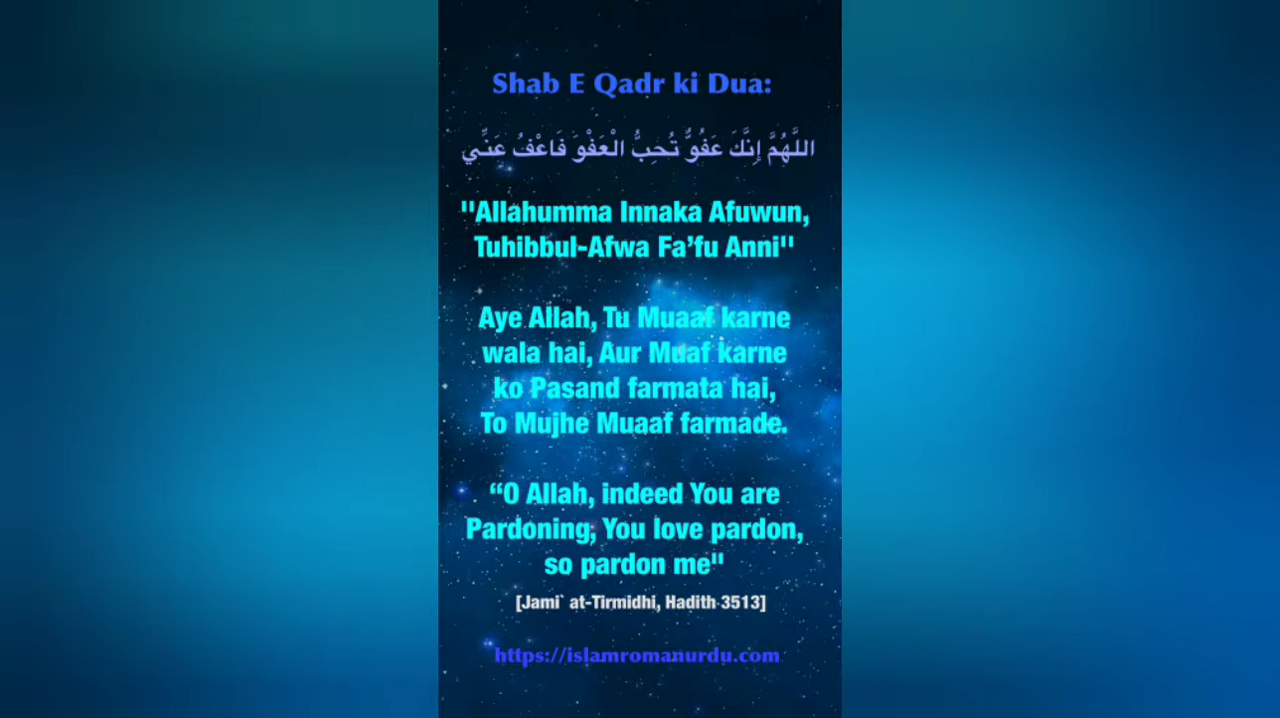 Shab E Qadr ki Dua:
اللَّهُمَّ إِنَّكَ عَفُوٌّ تُحِبُّ الْعَفْوَ فَاعْفُ عَنِّي
"Allahumma Innaka Afuwun,
Tuhibbul-Afwa Fa’fu Anni"
Aye Allah, Tu Muaaf karne
wala hai, Aur Muaf karne
ko Pasand farmata hai,
To Mujhe Muaaf farmade.
“O Allah, indeed You are
Pardoning, You love pardon,
so pardon me"
[Jami` at-Tirmidhi, Hadith 3513]
https://islamromanurdu.com